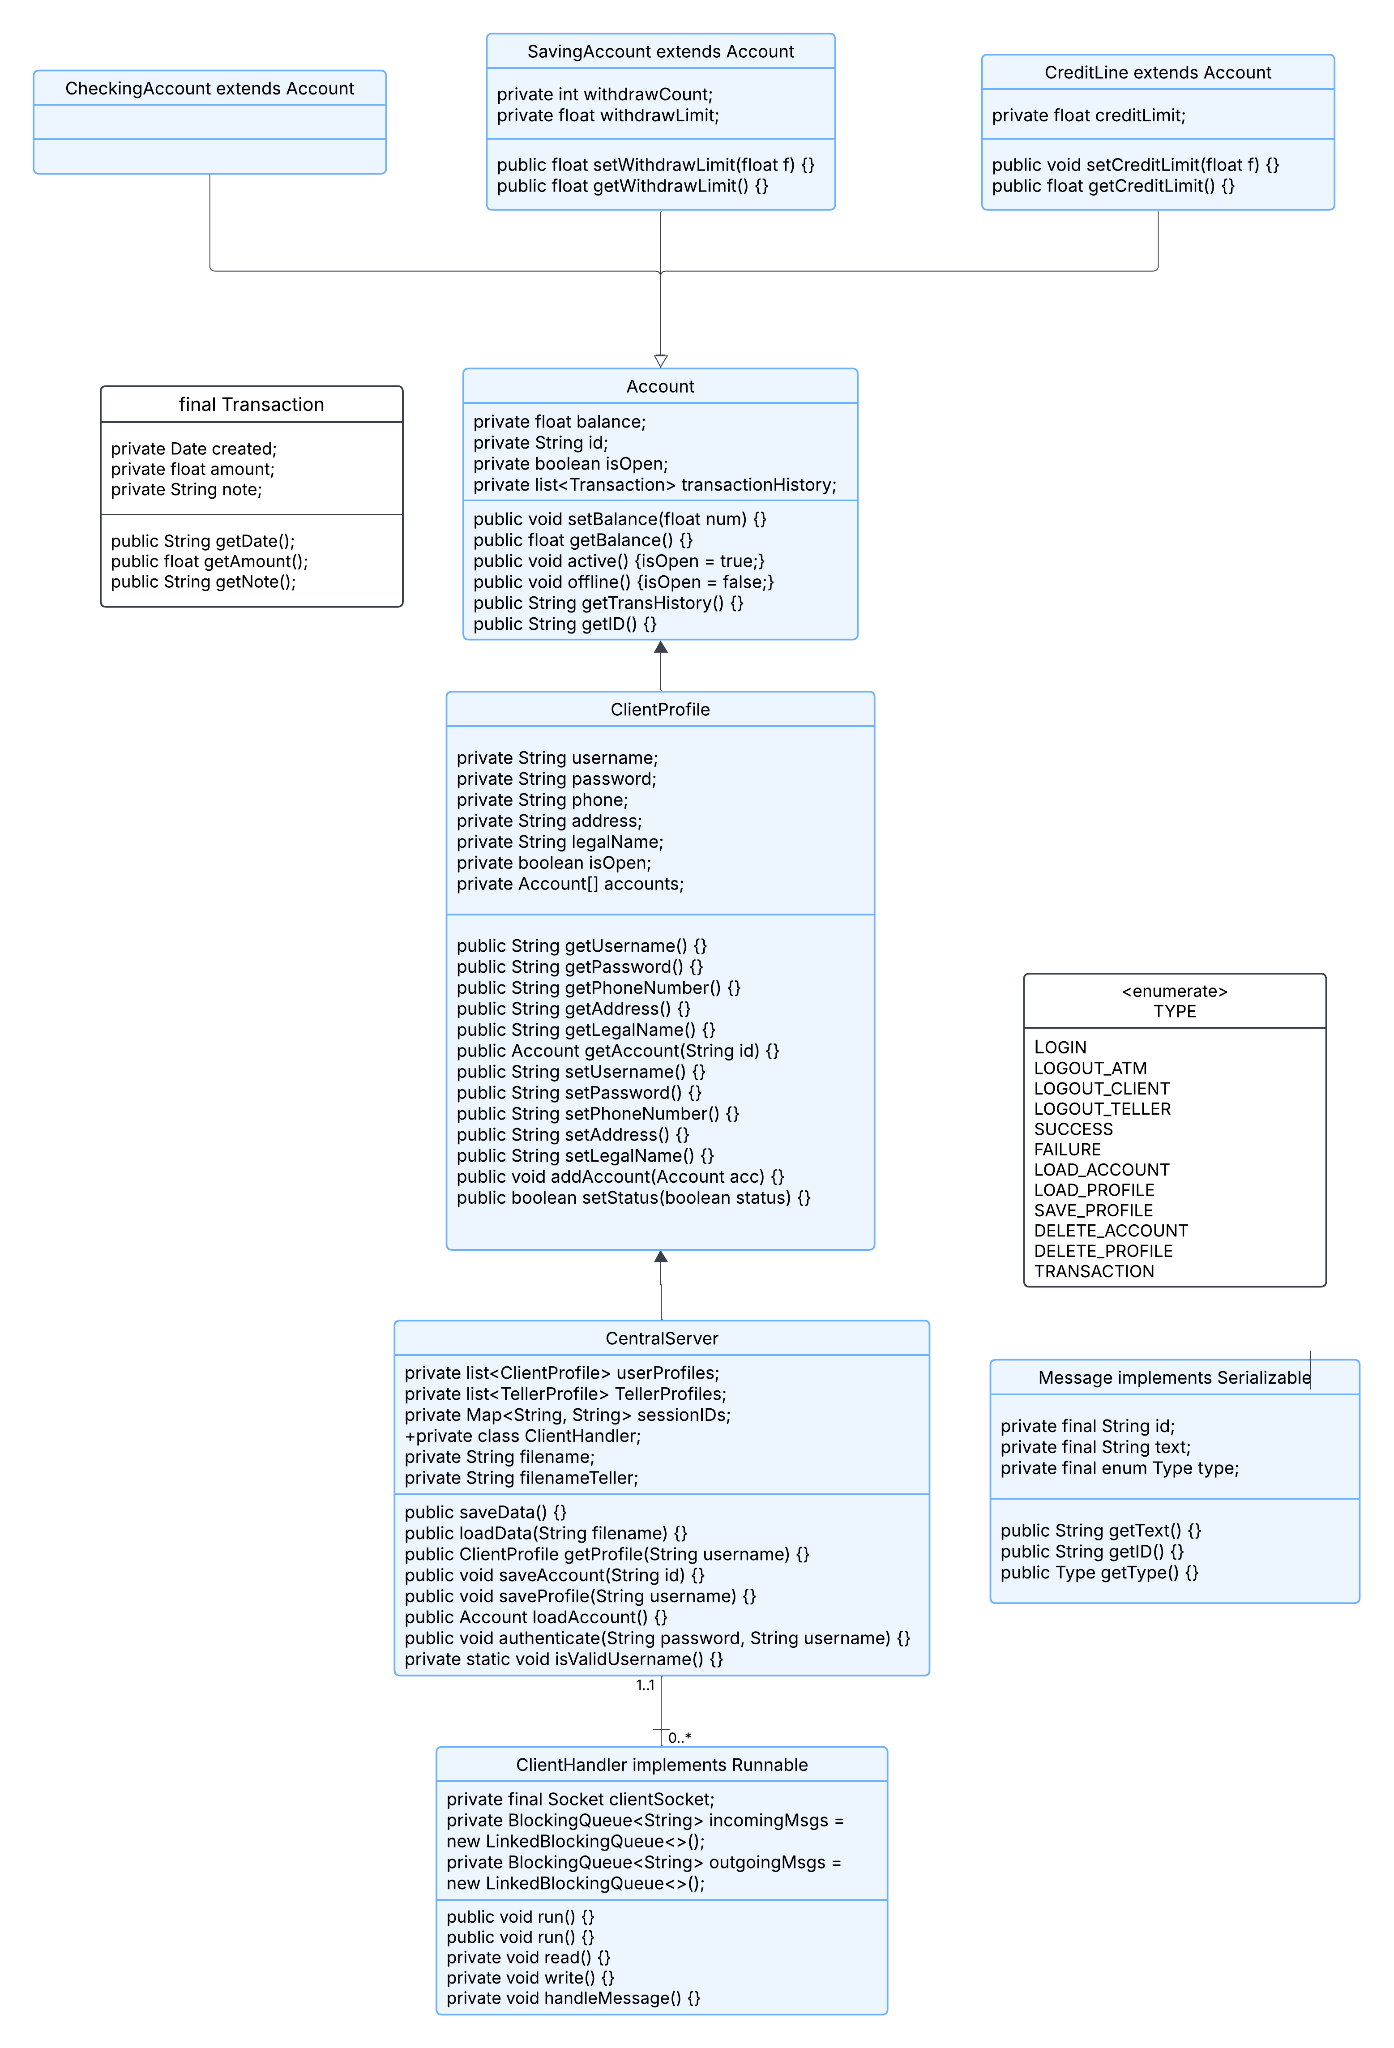 CheckingAccount extends Account
SavingAccount extends Account
private int withdrawCount;
private float withdrawLimit;
public float setWithdrawLimit(float f) {}
public float getWithdrawLimit() {}
CreditLine extends Account
private float creditLimit;
public void setCreditLimit(float f) {}
public float getCreditLimit() {}
final Transaction
private Date created;
private float amount;
private String note;
public String getDate();
public float getAmount();
public String getNote();
Account
private float balance;
private String id;
private boolean isOpen;
private list<Transaction> transactionHistory;
public void setBalance(float num) {}
public float getBalance() {}
public void active() {isOpen = true;}
public void offline() {isOpen = false;}
public String getTransHistory() {}
public String getID() {}
ClientProfile
private String username;
private String password;
private String phone;
private String address;
private String legalName;
private boolean isOpen;
private Account[] accounts;
public String getUsername() {}
public String getPassword() {}
public String getPhoneNumber() {}
public String getAddress() {}
public String getLegalName() {}
public Account getAccount(String id) {}
public String setUsername() {}
public String setPassword() {}
public String setPhoneNumber() {}
public String setAddress() {}
public String setLegalName() {}
public void addAccount(Account acc) {}
public boolean setStatus(boolean status) {}
<enumerate>
TYPE
LOGIN
LOGOUT_ATM
LOGOUT_CLIENT
LOGOUT_TELLER
SUCCESS
FAILURE
LOAD_ACCOUNT
LOAD_PROFILE
SAVE_PROFILE
DELETE_ACCOUNT
DELETE_PROFILE
TRANSACTION
CentralServer
private list<ClientProfile> userProfiles;
private list<TellerProfile> TellerProfiles;
private Map<String, String> sessionIDs;
+private class ClientHandler;
private String filename;
private String filenameTeller;
public saveData() {}
public loadData(String filename) {}
public ClientProfile getProfile(String username) {}
public void saveAccount(String id) {}
public void saveProfile(String username) {}
public Account loadAccount() {}
public void authenticate(String password, String username) {}
private static void isValidUsername() {}
Message implements Serializable
private final String id;
private final String text;
private final enum Type type;
public String getText() {}
public String getID() {}
public Type getType() {}
1..1
0..*
ClientHandler implements Runnable
private final Socket clientSocket;
private BlockingQueue<String> incomingMsgs =
new LinkedBlockingQueue<>();
private BlockingQueue<String> outgoingMsgs =
new LinkedBlockingQueue<>();
public void run() {}
public void run() {}
private void read() {}
private void write() {}
private void handleMessage() {}